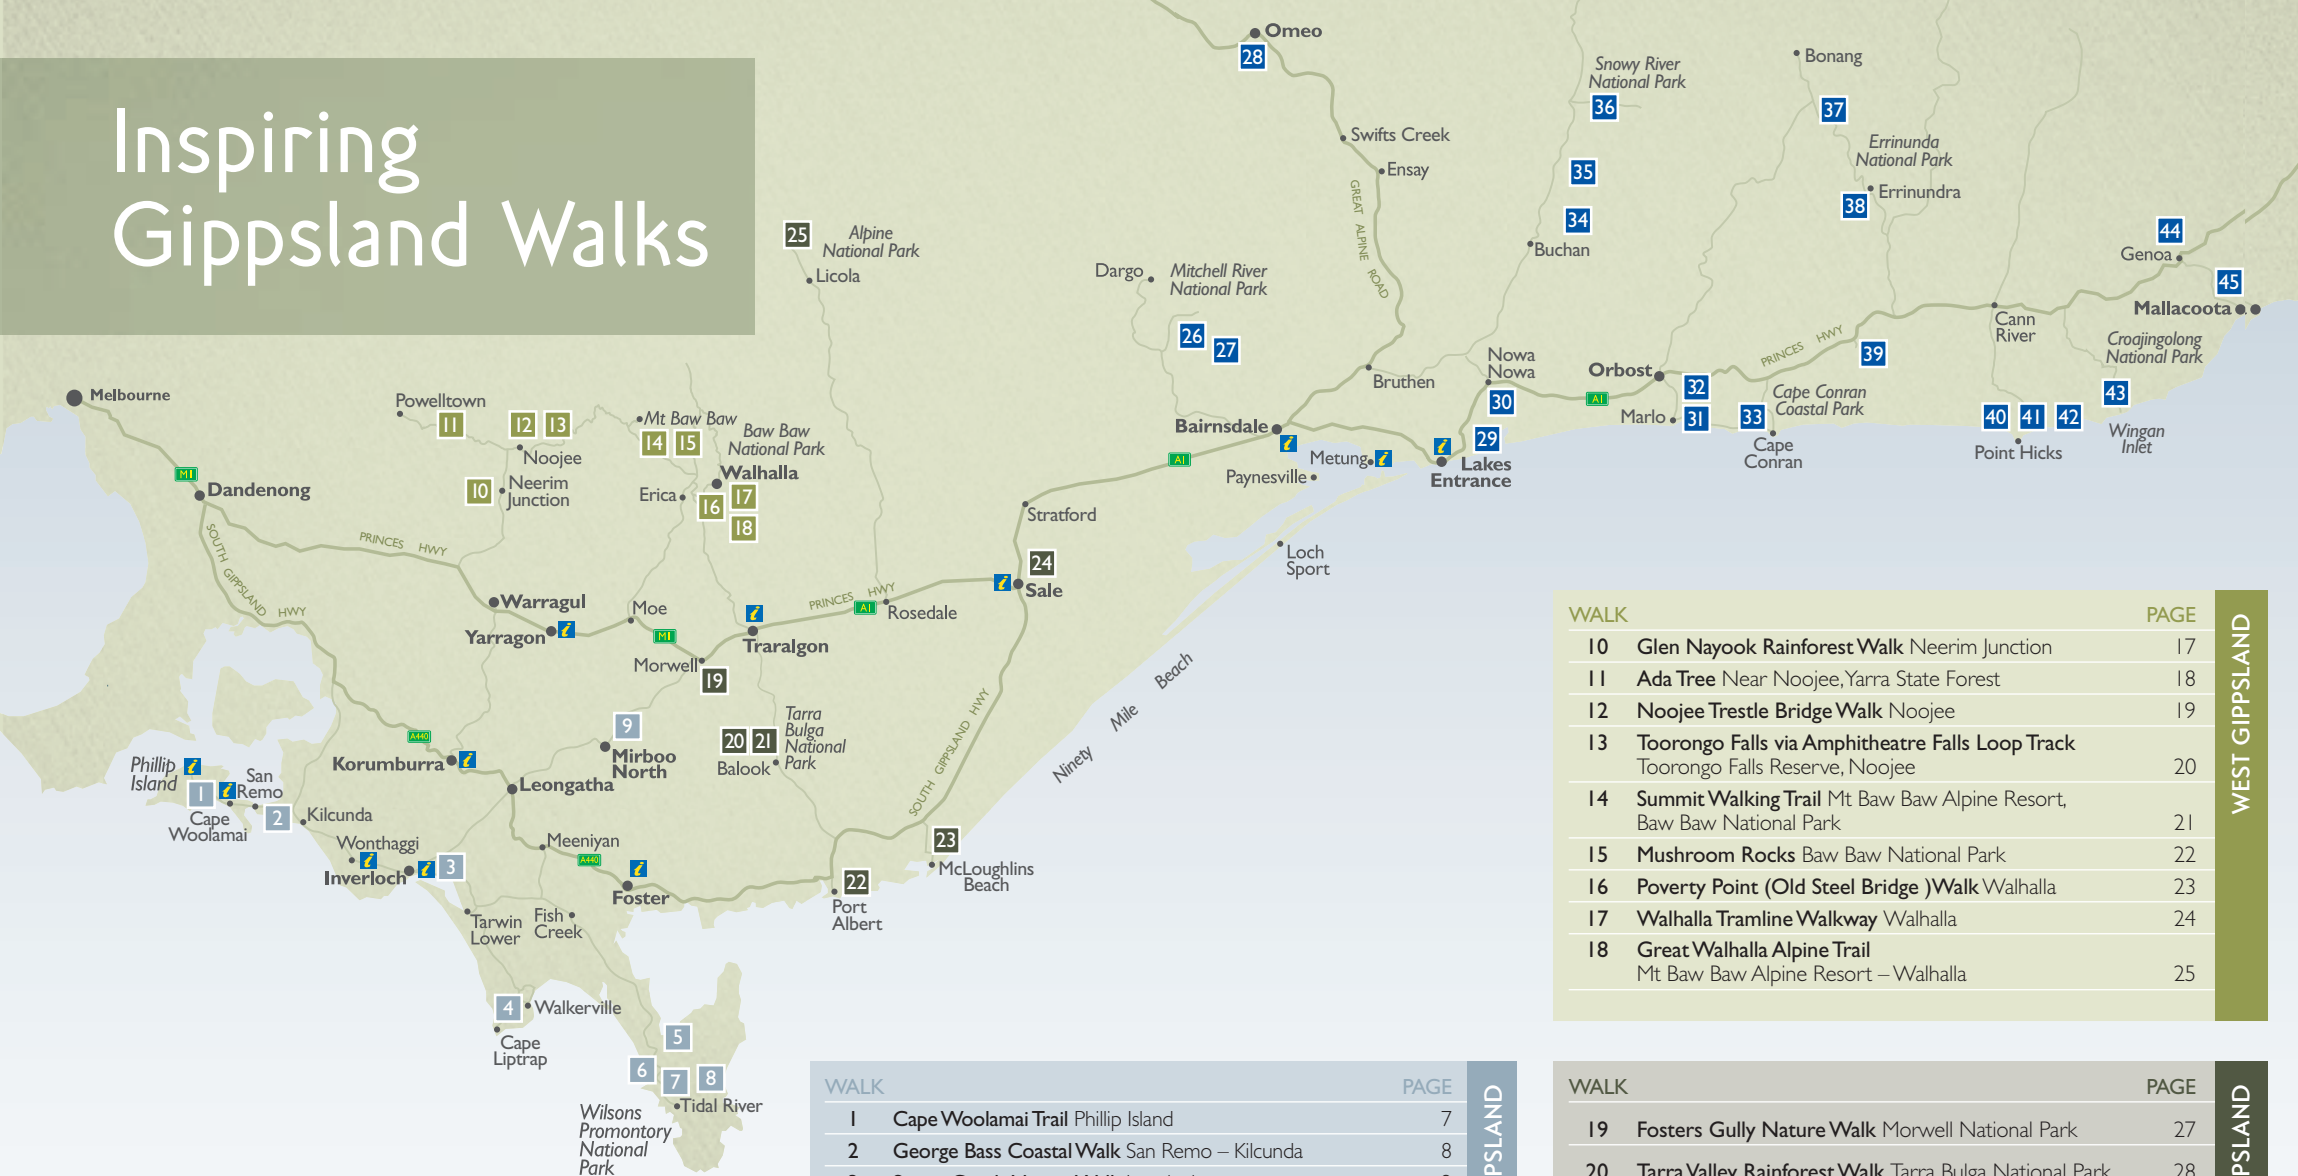 Inspiring
Gippsland Walks
Omeo
28
Swifts Creek
Ensay
GREAT ALPINE ROAD
Snowy River
National Park
36
35
34
Buchan
Bonang
37
Errinunda
National Park
Errinundra
38
44
Genoa
45
Mallacoota
Croajingolong
National Park
43
Wingan
Inlet
Cann
River
40
41
42
Point Hicks
39
PRINCES HWY
Orbost
32
Marlo
31
33
Cape Conran
Coastal Park
Cape
Conran
A1
Nowa
Nowa
30
29
i
Lakes
Entrance
Bruthen
Dargo
Mitchell River
National Park
26
27
Bairnsdale
i
Metung
i
Paynesville
A1
Loch
Sport
25
Alpine
National Park
Licola
Melbourne
M1
Dandenong
Powelltown
11
12
13
Noojee
10
Neerim
Junction
Mt Baw Baw
14
15
Baw Baw
National Park
Walhalla
Erica
16
17
18
Stratford
24
i
Sale
PRINCES HWY
SOUTH GIPPSLAND HWY
Warragul
Yarragon
i
Moe
M1
i
Traralgon
PRINCES HWY
A1
Rosedale
Morwell
19
9
Mirboo
North
20
21
Tarra
Bulga
National
Park
Balook
SOUTH GIPPSLAND HWY
Ninety Mile Beach
A440
Korumburra
i
Leongatha
Phillip
Island
i
1
i
San
Remo
Cape
Woolamai
2
Kilcunda
Wonthaggi
i
Inverloch
i
3
Meeniyan
A440
i
Foster
Tarwin
Lower
Fish
Creek
22
Port
Albert
23
McLoughlins
Beach
4
Walkerville
Cape
Liptrap
5
6
7
8
Tidal River
Wilsons
Promontory
National
Park
WALK PAGE
10 Glen Nayook Rainforest Walk Neerim Junction 17
11 Ada Tree Near Noojee, Yarra State Forest 18
12 Noojee Trestle Bridge Walk Noojee 19
13 Toorongo Falls via Amphitheatre Falls Loop Track
Toorongo Falls Reserve, Noojee 20
14 Summit Walking Trail Mt Baw Baw Alpine Resort,
Baw Baw National Park 21
15 Mushroom Rocks Baw Baw National Park 22
16 Poverty Point (Old Steel Bridge )Walk Walhalla 23
17 Walhalla Tramline Walkway Walhalla 24
18 Great Walhalla Alpine Trail
Mt Baw Baw Alpine Resort – Walhalla 25
WEST GIPPSLAND
WALK PAGE
1 Cape Woolamai Trail Phillip Island 7
2 George Bass Coastal Walk San Remo – Kilcunda 8
PSLAND
WALK PAGE
19 Fosters Gully Nature Walk Morwell National Park 27
20 Tarra Valley Rainforest Walk Tarra Bulga National Park 28
PSLAND